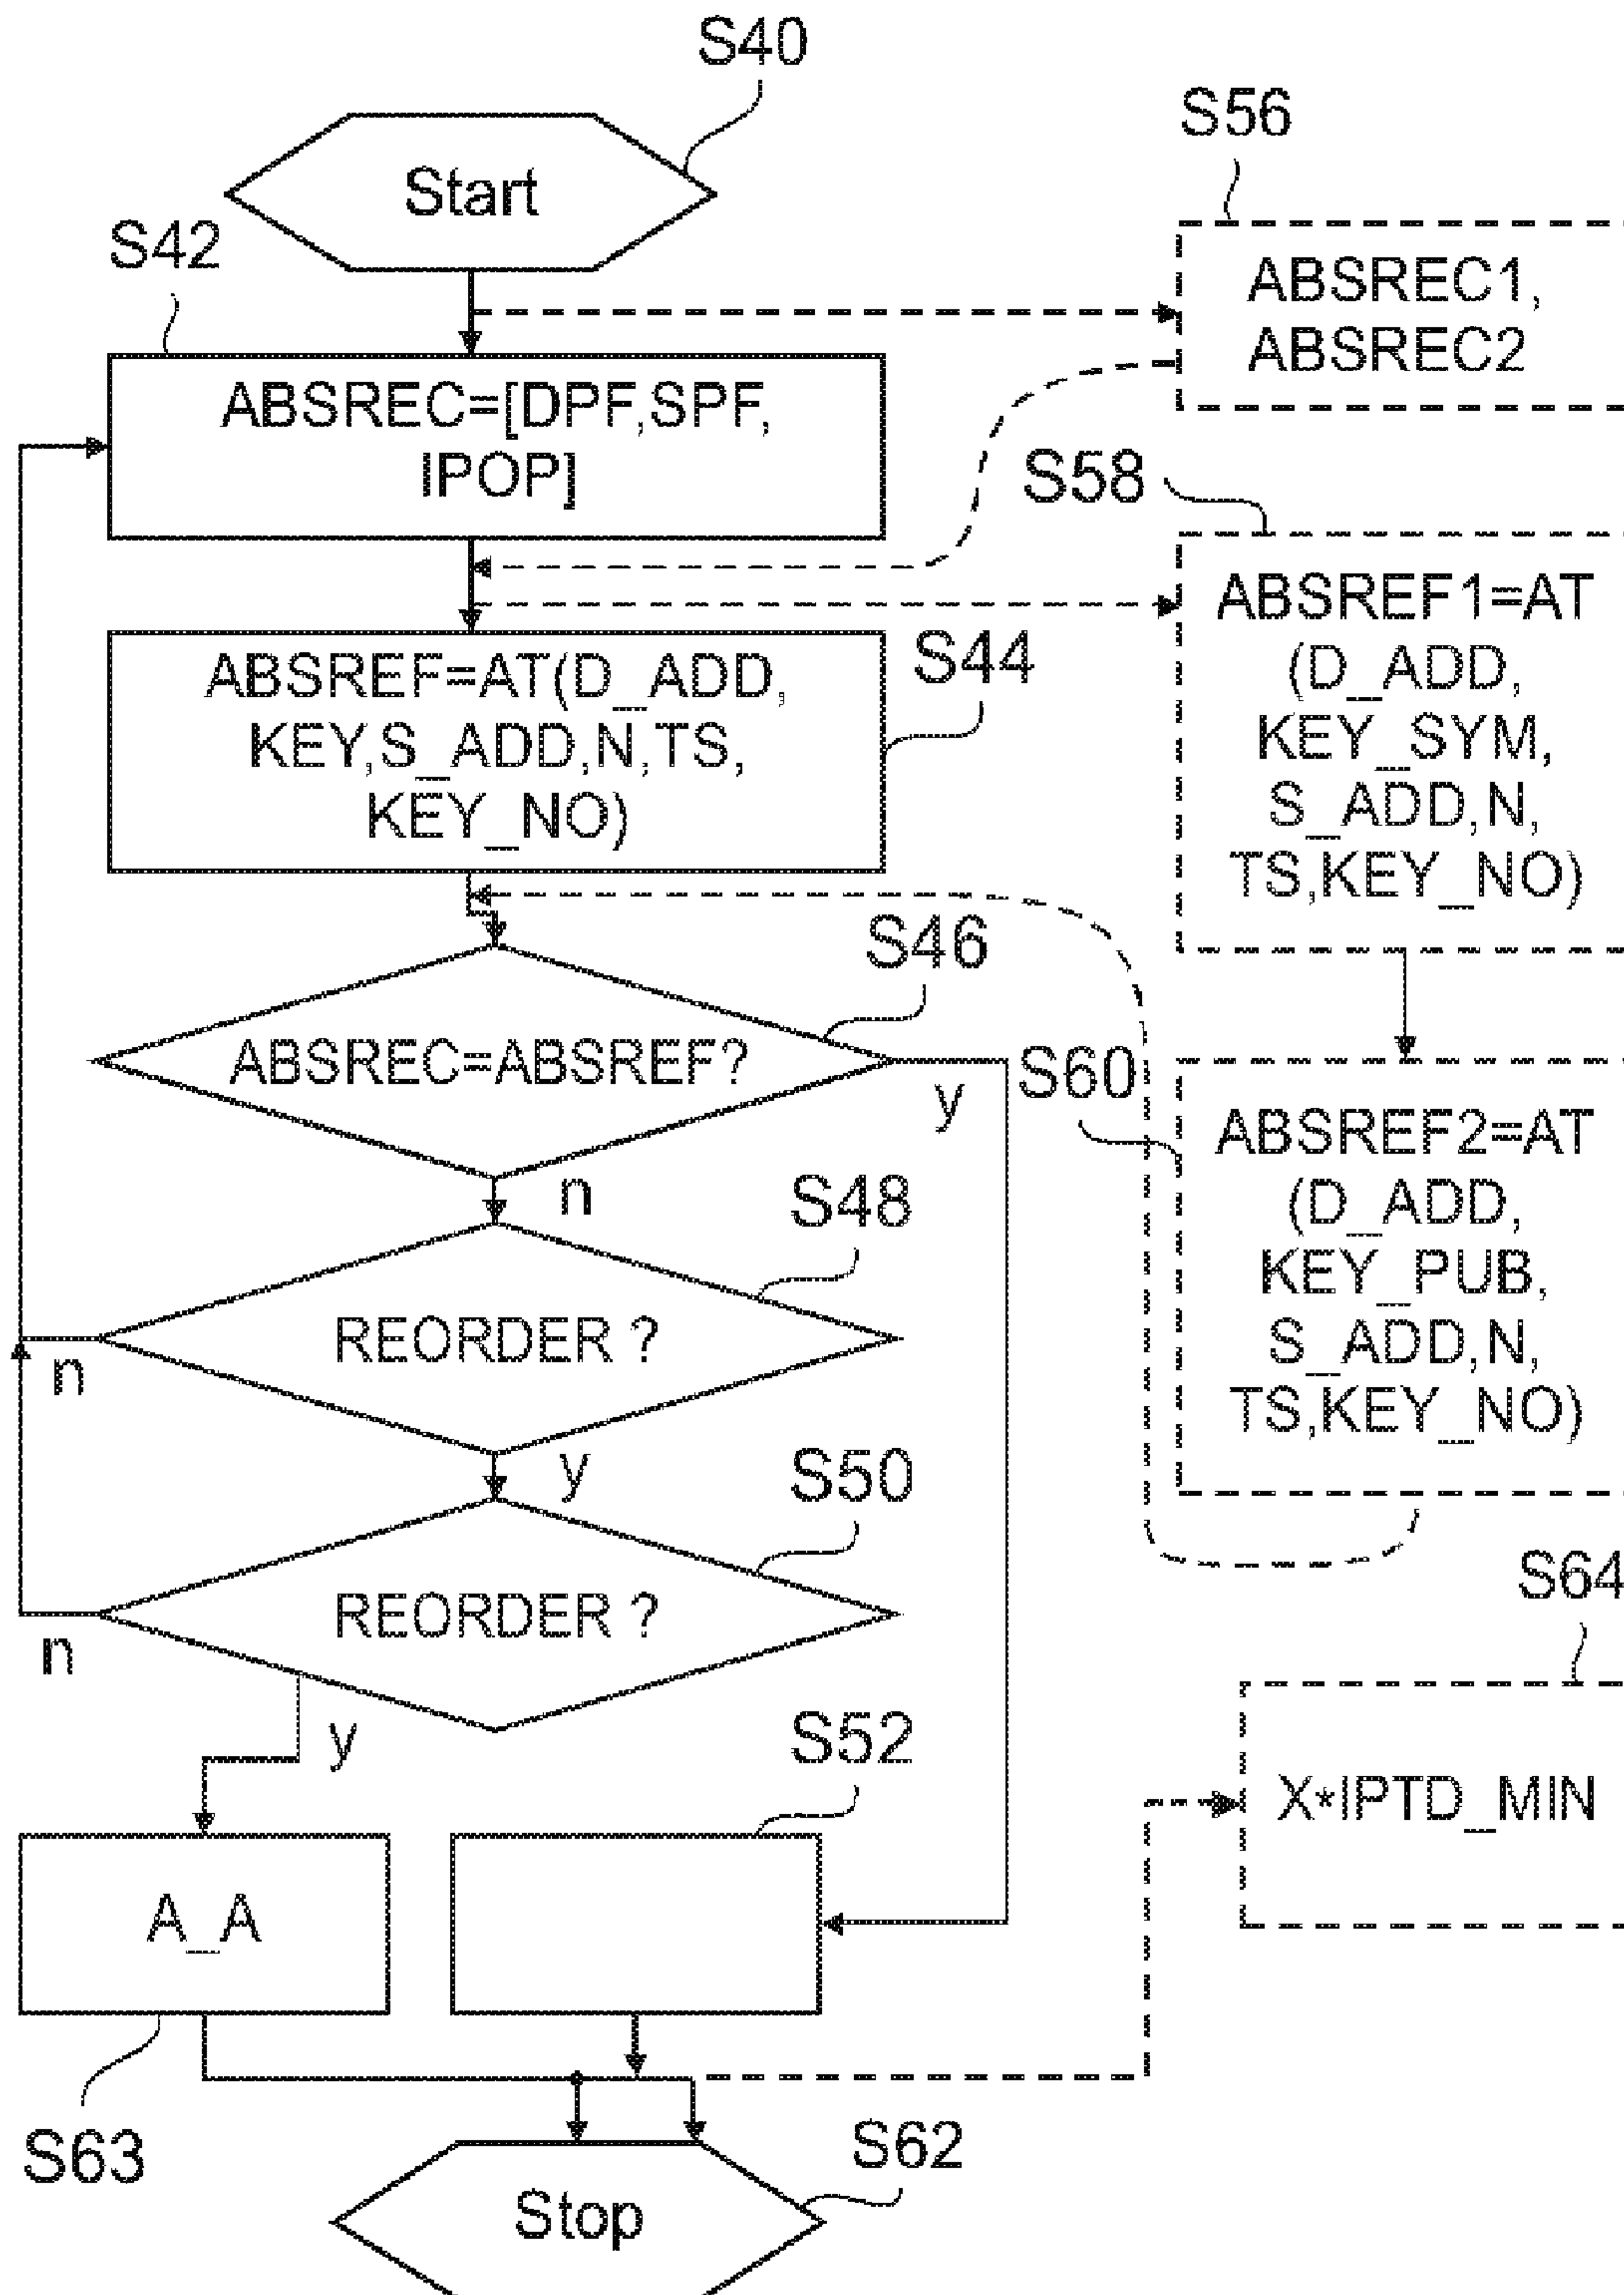 S40
Start
S56
S42
ABSREC1,
ABSREC2
ABSREC=[DPF,SPF,
IPOP]
S58
ABSREF1=AT
(D_ADD,
KEY_SYM,
S_ADD,N,
TS,KEY_NO)
S44
ABSREF=AT(D_ADD,
KEY,S_ADD,N,TS,
KEY_NO)
S46
ABSREC=ABSREF?
y
n
S60
ABSREF2=AT
(D_ADD,
KEY_PUB,
S_ADD,N,
TS,KEY_NO)
S48
REORDER ?
n
y
S50
REORDER ?
n
y
S64
X*IPTD_MIN
S52
A_A
S63
S62
Stop